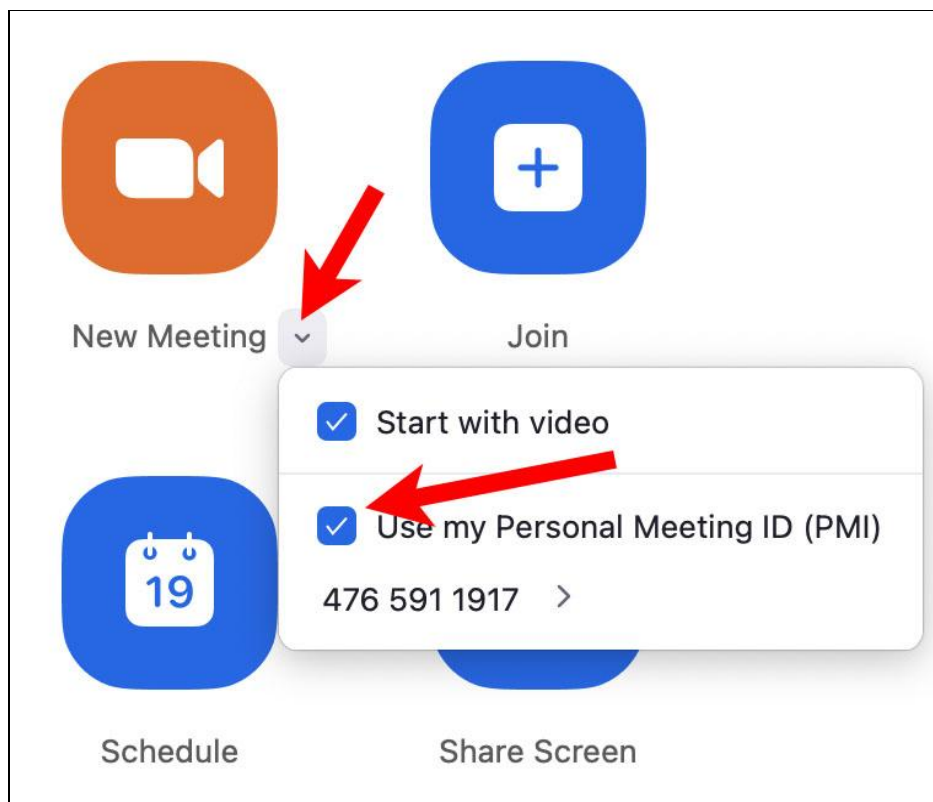 New Meeting
Join
Start with video
Use my Personal Meeting ID (PMI)
476 591 1917
19
Schedule
Share Screen